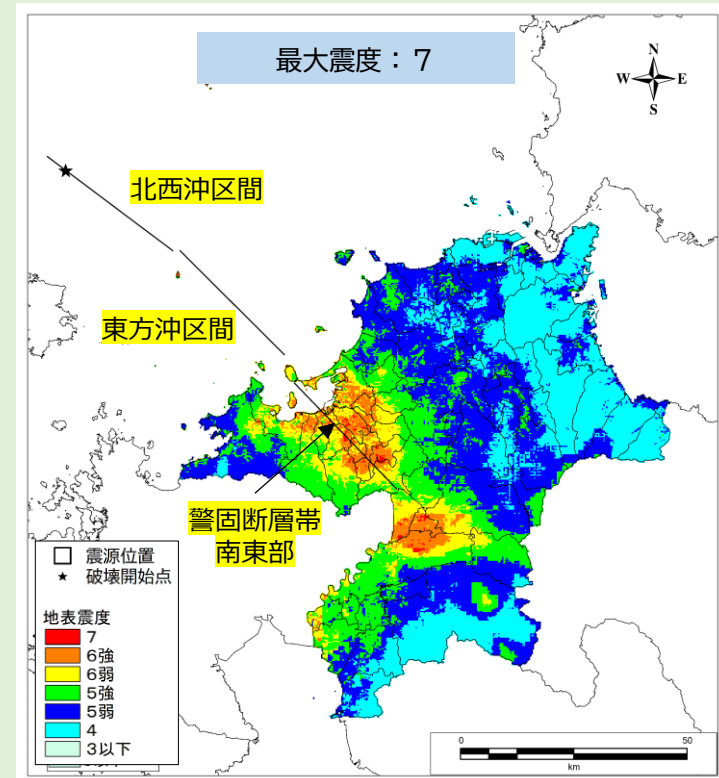 最大震度：７
N
W E
S
北西沖区間
東方沖区間
警固断層帯
南東部
震源位置
破壊開始点
地表震度
7
6強
6弱
5強
5弱
4
3以下
0 50
km